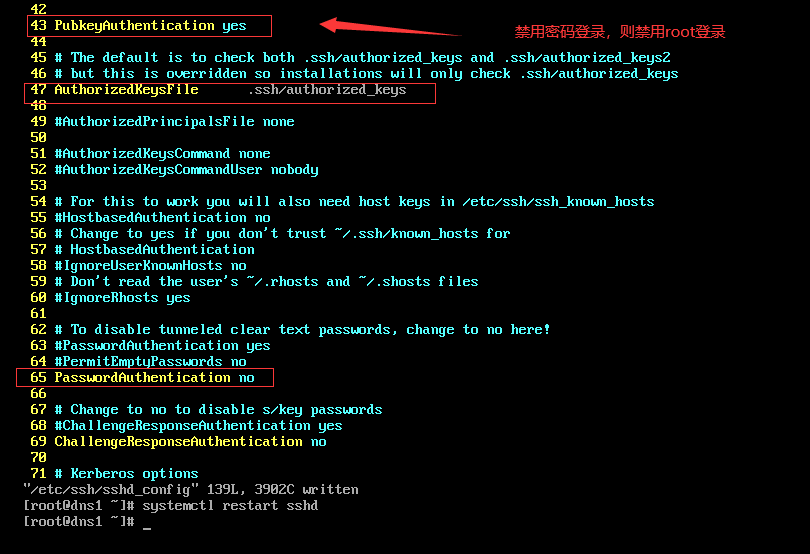 42
43 PubkeyAuthentication yes
禁用密码登录，则禁用root登录
44
45 # The default is to check both .ssh/authorized_keys and .ssh/authorized_keys2
46 # but this is overridden so installations will only check .ssh/authorized_keys
47 AuthorizedKeysFile      .ssh/authorized_keys
48
49 #AuthorizedPrincipalsFile none
50
51 #AuthorizedKeysCommand none
52 #AuthorizedKeysCommandUser nobody
53
54 # For this to work you will also need host keys in /etc/ssh/ssh_known_hosts
55 #HostbasedAuthentication no
56 # Change to yes if you don't trust ~/.ssh/known_hosts for
57 # HostbasedAuthentication
58 #IgnoreUserKnownHosts no
59 # Don't read the user's ~/.rhosts and ~/.shosts files
60 #IgnoreRhosts yes
61
62 # To disable tunneled clear text passwords, change to no here!
63 #PasswordAuthentication yes
64 #PermitEmptyPasswords no
65 PasswordAuthentication no
66
67 # Change to no to disable s/key passwords
68 #ChallengeResponseAuthentication yes
69 ChallengeResponseAuthentication no
70
71 # Kerberos options
"/etc/ssh/sshd_config" 139L, 3902C written
[root@dns1 ~]# systemctl restart sshd
[root@dns1 ~]# _